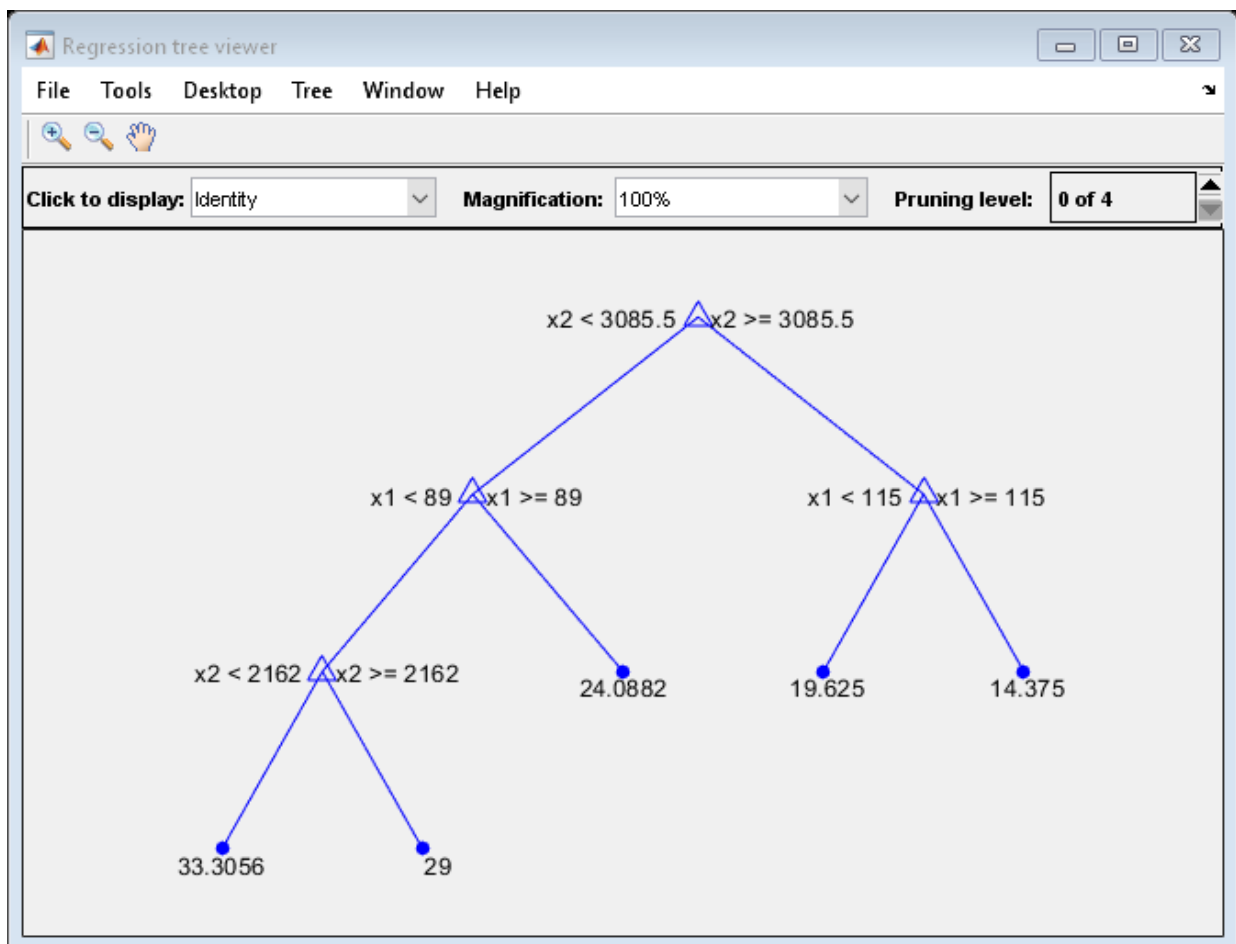 Regression tree viewer
File Tools Desktop Tree Window Help
Click to display: Identity Magnification: 100% Pruning level: 0 of 4
x2 < 3085.5 x2 >= 3085.5
x1 < 89 x1 >= 89 x1 < 115 x1 >= 115
x2 < 2162 x2 >= 2162
24.0882 19.625 14.375
33.3056 29